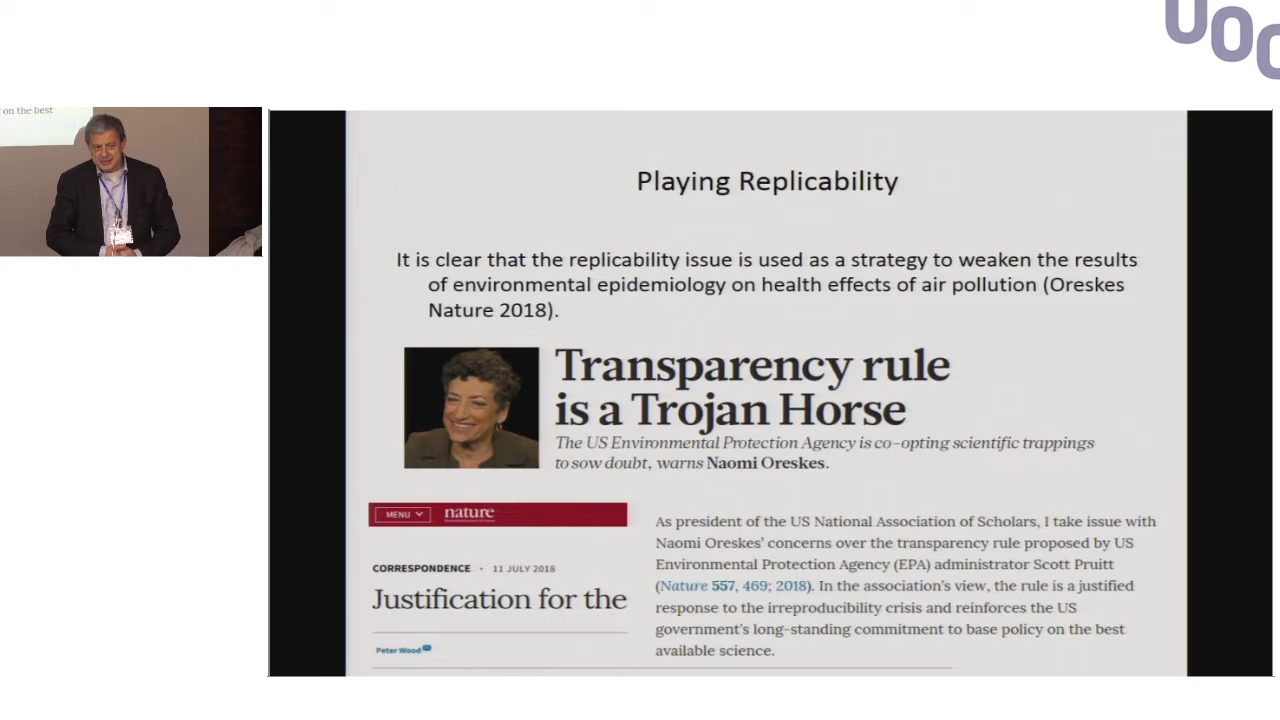 UOC
on the best
Playing Replicability
It is clear that the replicability issue is used as a strategy to weaken the results
of environmental epidemiology on health effects of air pollution (Oreskes
Nature 2018).
Transparency rule
is a Trojan Horse
The US Environmental Protection Agency is co-opting scientific trappings
to sow doubt, warns Naomi Oreskes.
MENU nature
CORRESPONDENCE · 11 JULY 2018
Justification for the
Peter Wood
As president of the US National Association of Scholars, I take issue with
Naomi Oreskes' concerns over the transparency rule proposed by US
Environmental Protection Agency (EPA) administrator Scott Pruitt
(Nature 557, 469; 2018). In the association's view, the rule is a justified
response to the irreproducibility crisis and reinforces the US
government's long-standing commitment to base policy on the best
available science.